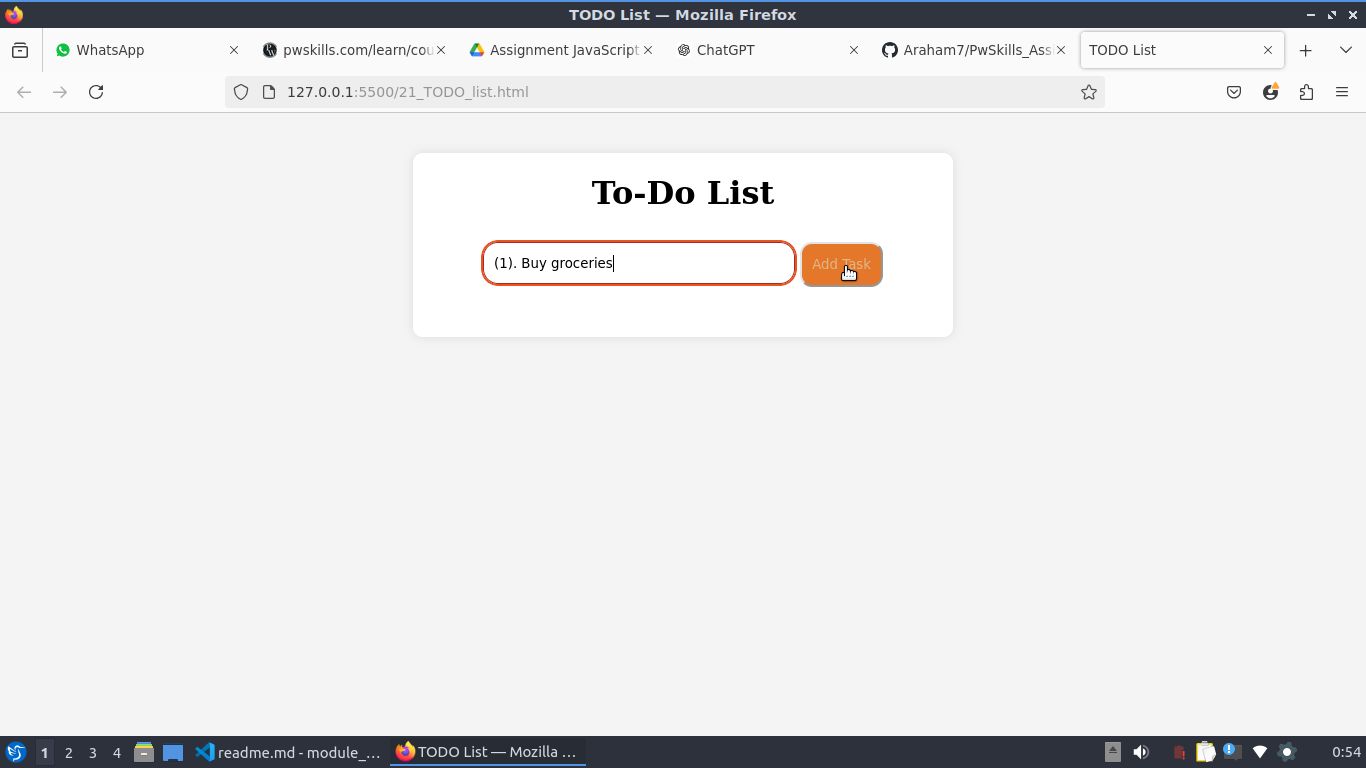 TODO List — Mozilla Firefox
WhatsApp
pwskills.com/learn/cou
Assignment JavaScript
ChatGPT
Araham7/PwSkills_Ass
TODO List
127.0.0.1:5500/21_TODO_list.html
To-Do List
(1). Buy groceries
Add Task
1
2
3
4
readme.md - module_...
TODO List — Mozilla ...
0:54